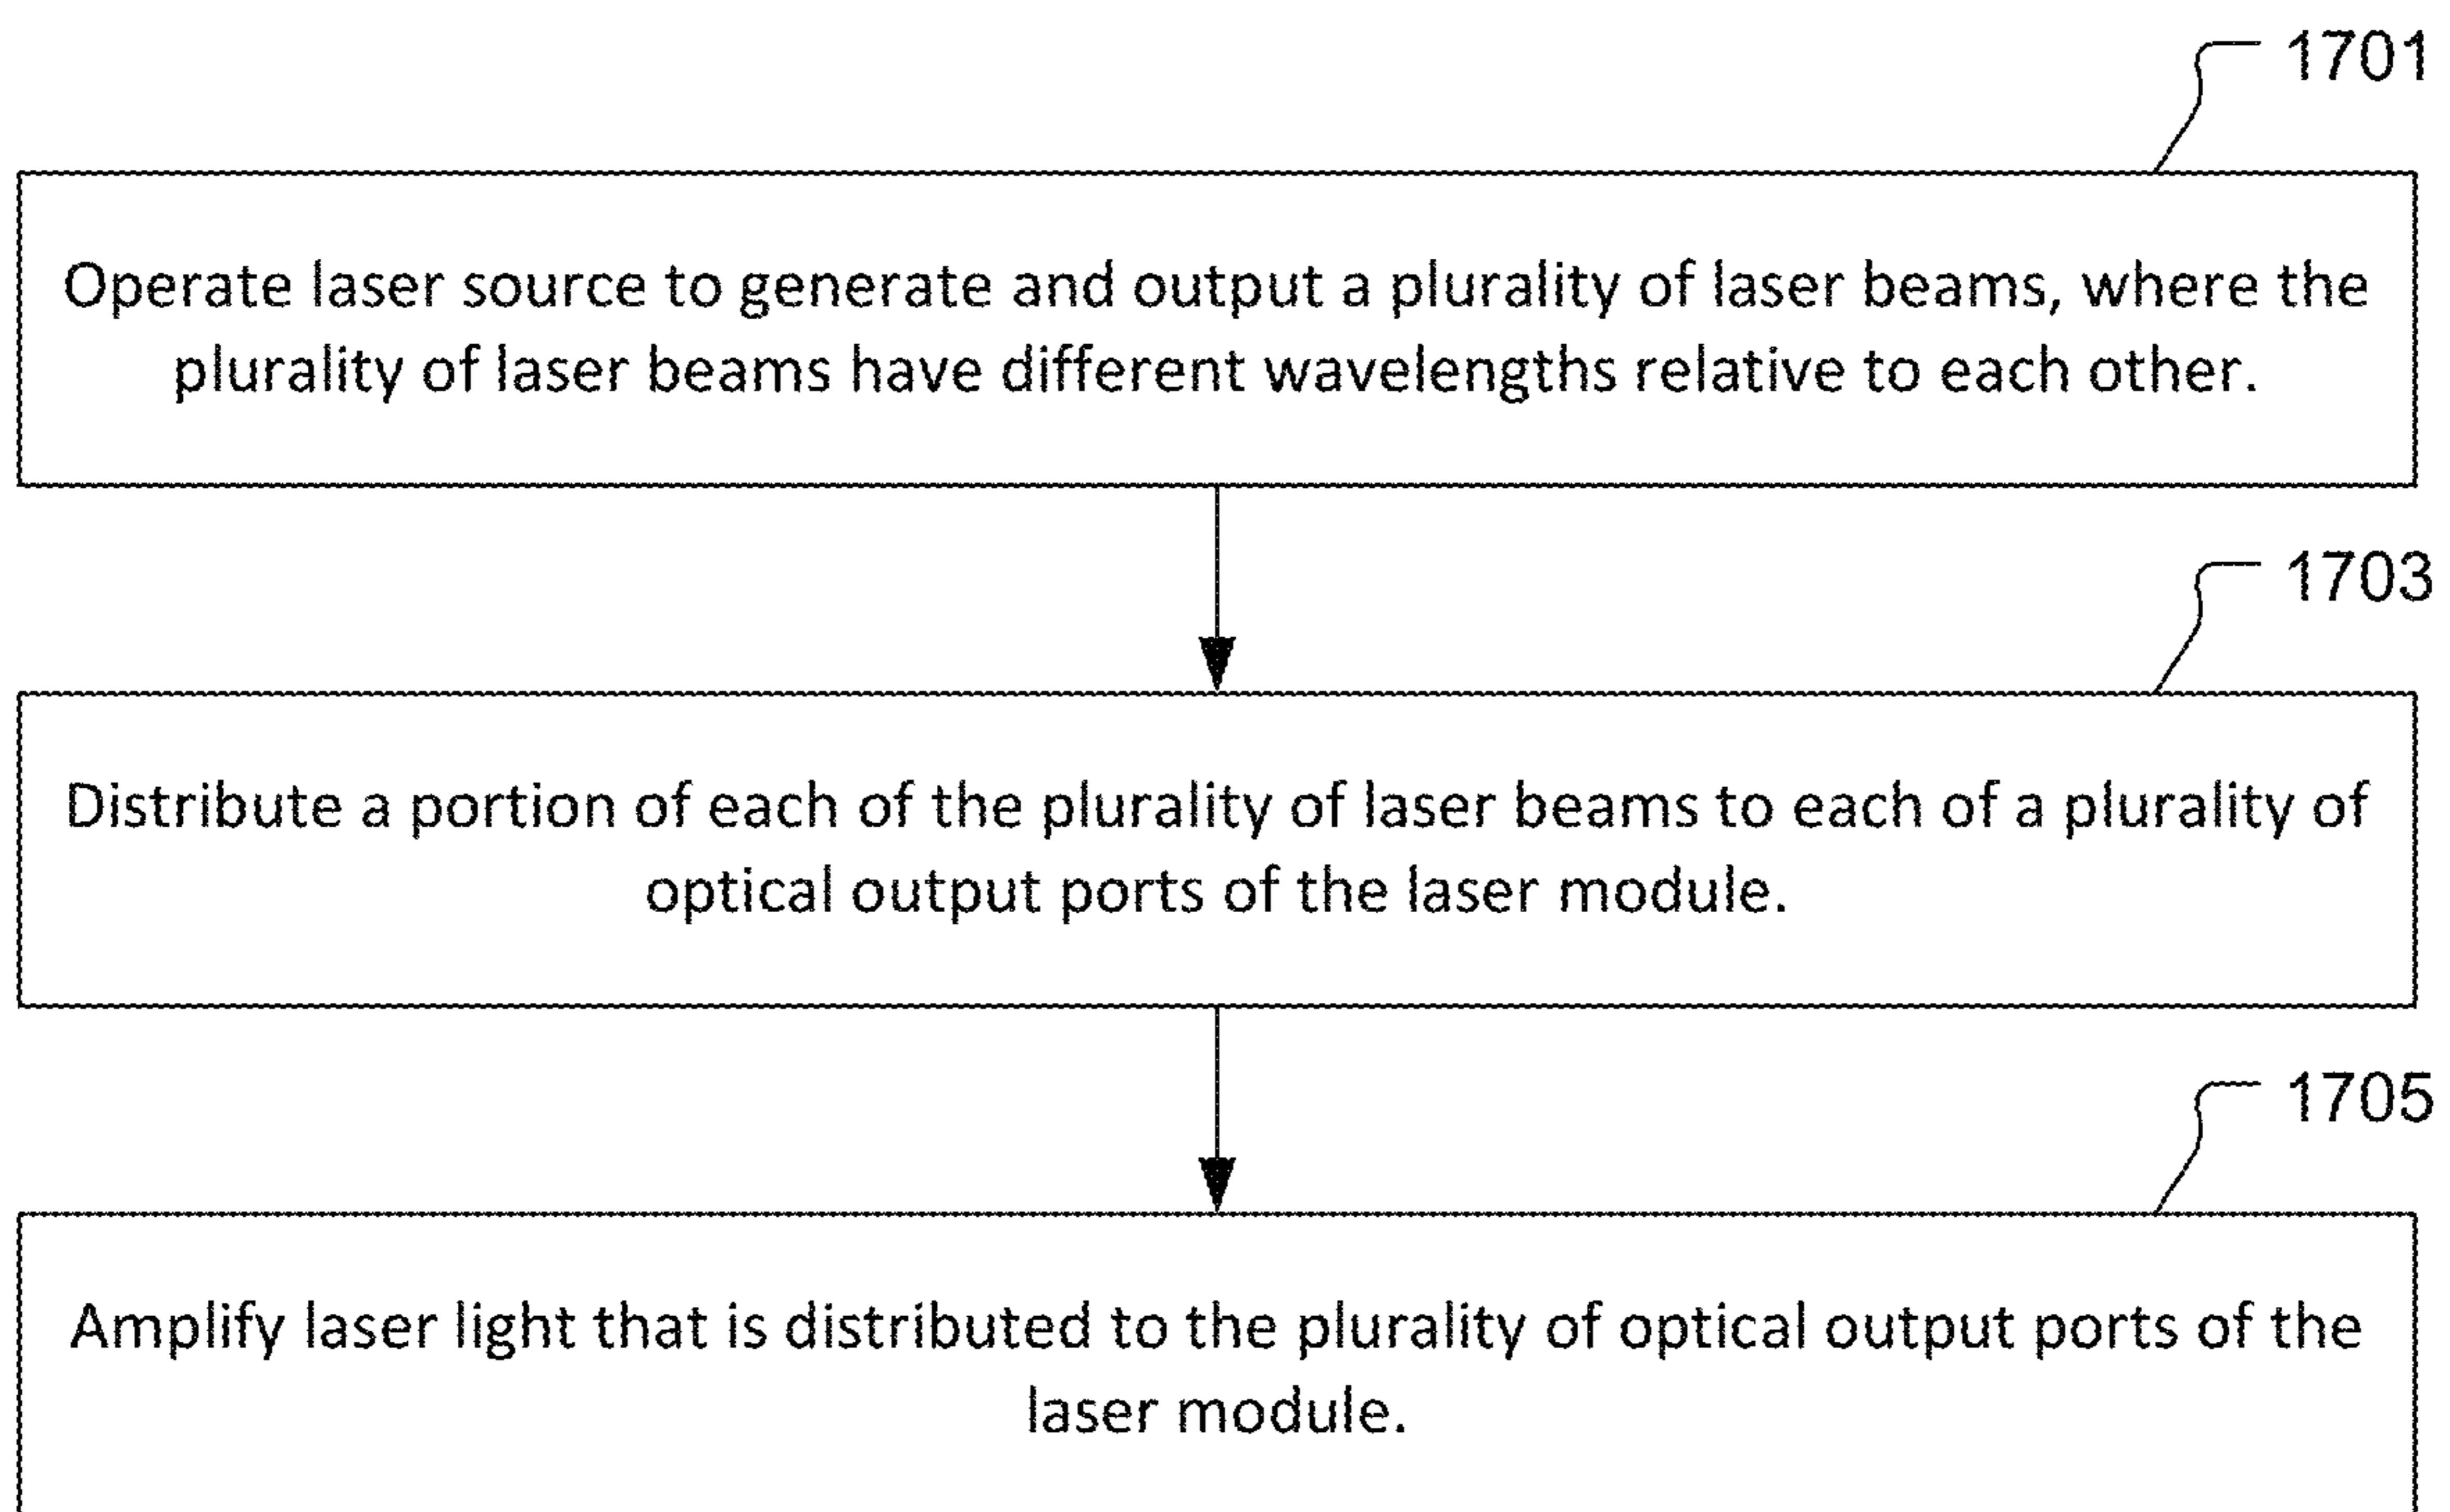 1701
Operate laser source to generate and output a plurality of laser beams, where the
plurality of laser beams have different wavelengths relative to each other.
1703
Distribute a portion of each of the plurality of laser beams to each of a plurality of
optical output ports of the laser module.
1705
Amplify laser light that is distributed to the plurality of optical output ports of the
laser module.